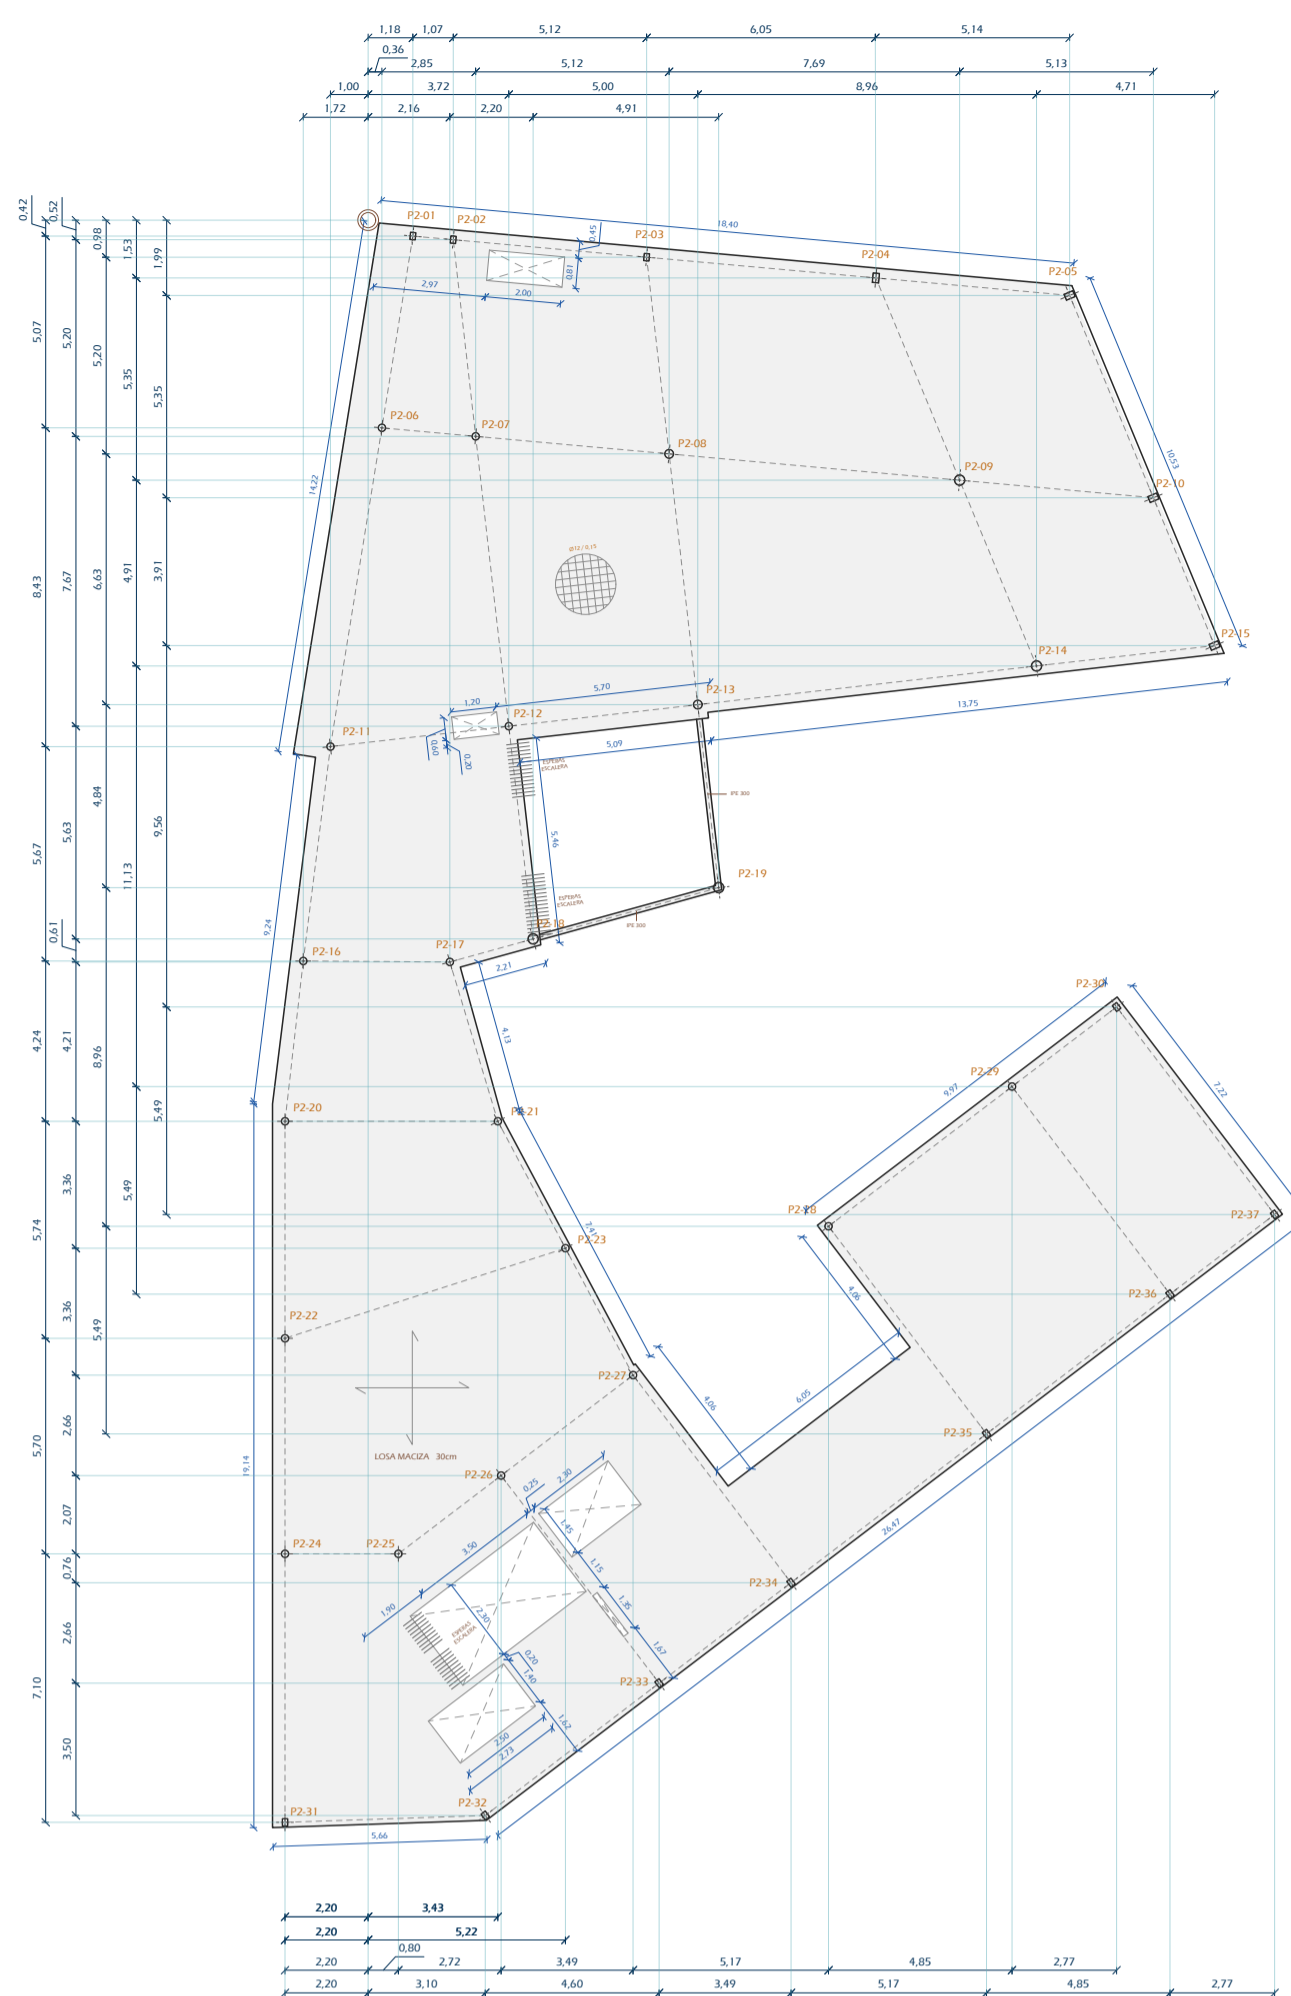 1,18 1,07 5,12 6,05 5,14
0,36
2,85 5,12 7,69 5,13
1,00 3,72 5,00 8,96 4,71
1,72 2,16 2,20 4,91
0,42
0,52
0,98
1,53
1,99
5,07
5,20
5,20
5,35
5,35
8,43
7,67
6,63
4,91
3,91
5,67
5,63
4,84
11,13
9,56
0,61
4,24
4,21
8,96
5,49
5,49
5,74
3,36
3,36
5,49
5,70
2,66
2,07
0,76
2,66
7,10
3,50
P2-01
P2-02
P2-03
P2-04
P2-05
18,40
0,45
0,81
2,97
2,00
14,22
10,53
P2-06
P2-07
P2-08
P2-09
P2-10
Ø12 / 0,15
P2-11
P2-12
P2-13
P2-14
P2-15
1,20
5,70
0,60
0,20
5,09
13,75
ESPERAS
ESCALERA
IPE 300
5,46
P2-19
ESPERAS
ESCALERA
P2-18
IPE 300
9,24
P2-16
P2-17
2,21
4,13
P2-20
P2-21
P2-30
P2-29
9,97
7,22
P2-28
P2-37
7,41
P2-23
P2-22
4,06
P2-36
P2-27
4,06
6,05
P2-35
LOSA MACIZA 30cm
19,14
P2-26
0,25
2,30
26,47
P2-24
P2-25
3,50
1,45
1,15
P2-34
1,35
1,90
2,30
ESPERAS
ESCALERA
1,67
0,20
1,40
P2-33
1,62
2,50
2,73
P2-31
P2-32
5,66
2,20 3,43
2,20 5,22
0,80
2,20 2,72 3,49 5,17 4,85 2,77
2,20 3,10 4,60 3,49 5,17 4,85 2,77